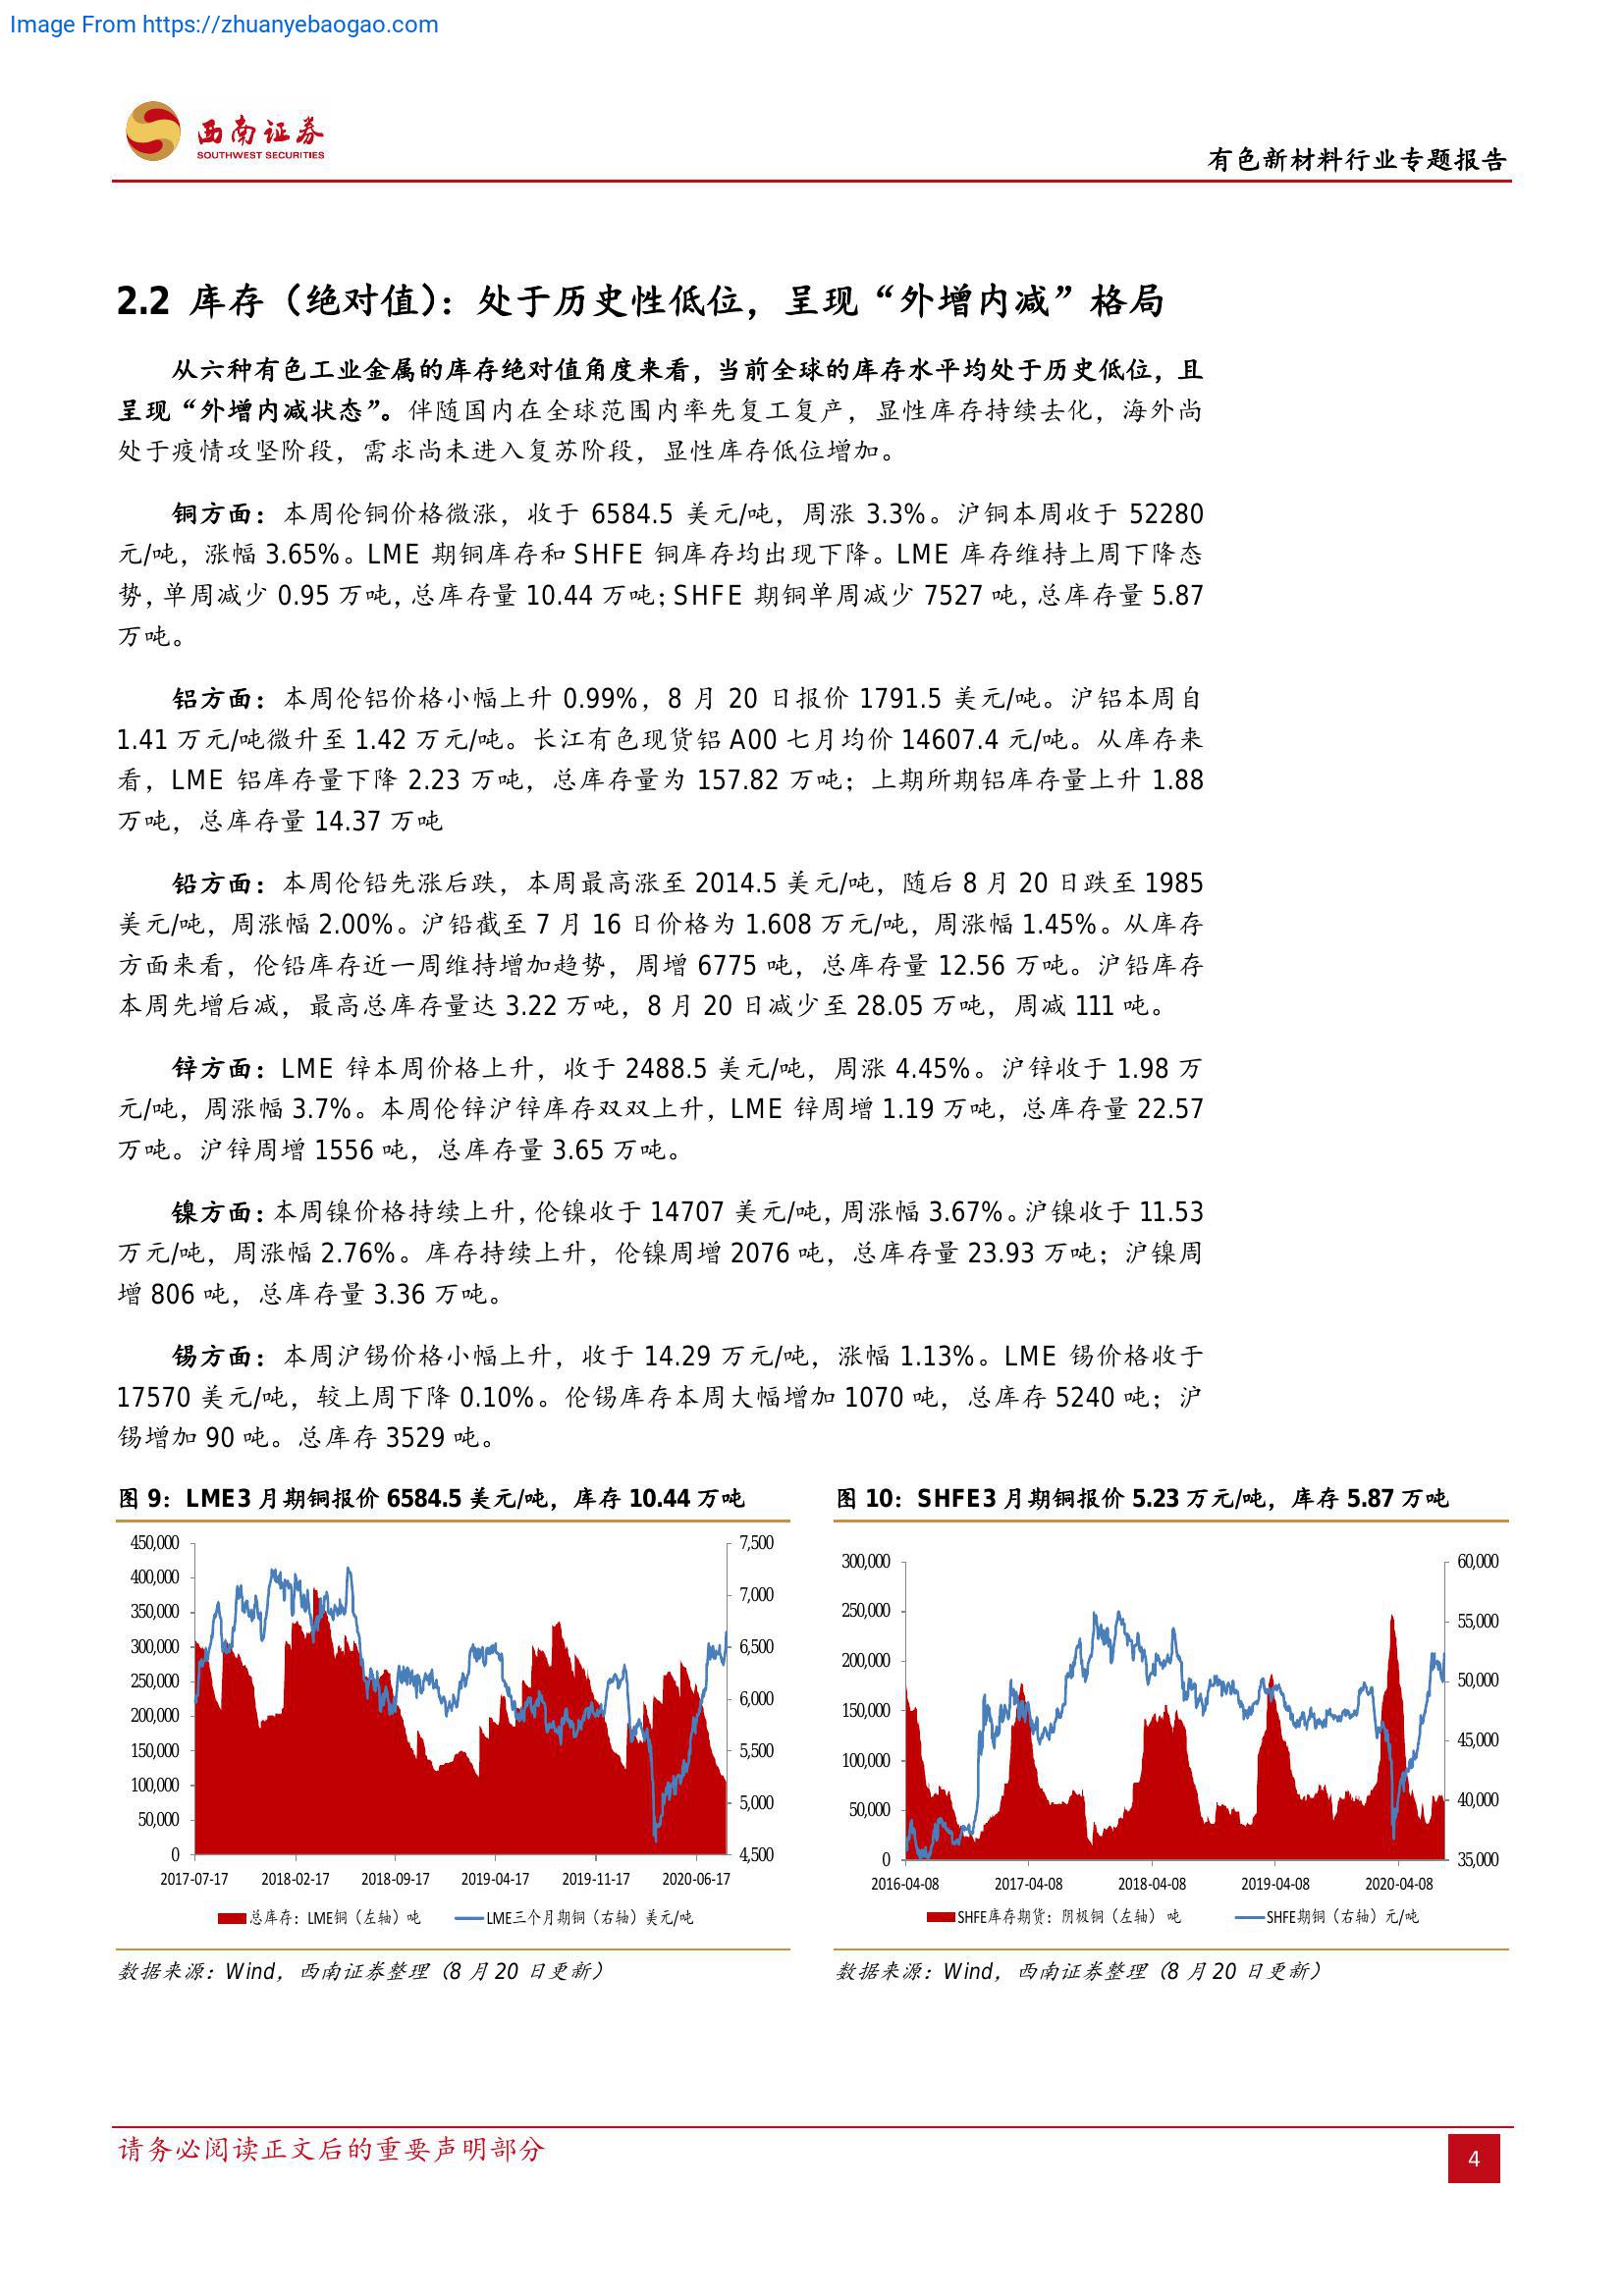 Image From https://zhuanyebaogao.com
西南证券
SOUTHWEST SECURITIES
有色新材料行业专题报告
2.2 库存（绝对值）：处于历史性低位，呈现“外增内减”格局
从六种有色工业金属的库存绝对值角度来看，当前全球的库存水平均处于历史低位，且
呈现“外增内减状态”。伴随国内在全球范围内率先复工复产，显性库存持续去化，海外尚
处于疫情攻坚阶段，需求尚未进入复苏阶段，显性库存低位增加。
铜方面：本周伦铜价格微涨，收于 6584.5 美元/吨，周涨 3.3%。沪铜本周收于 52280
元/吨，涨幅 3.65%。LME 期铜库存和 SHFE 铜库存均出现下降。LME 库存维持上周下降态
势，单周减少 0.95 万吨，总库存量 10.44 万吨；SHFE 期铜单周减少 7527 吨，总库存量 5.87
万吨。
铝方面：本周伦铝价格小幅上升 0.99%，8 月 20 日报价 1791.5 美元/吨。沪铝本周自
1.41 万元/吨微升至 1.42 万元/吨。长江有色现货铝 A00 七月均价 14607.4 元/吨。从库存来
看，LME 铝库存量下降 2.23 万吨，总库存量为 157.82 万吨；上期所期铝库存量上升 1.88
万吨，总库存量 14.37 万吨
铅方面：本周伦铅先涨后跌，本周最高涨至 2014.5 美元/吨，随后 8 月 20 日跌至 1985
美元/吨，周涨幅 2.00%。沪铅截至 7 月 16 日价格为 1.608 万元/吨，周涨幅 1.45%。从库存
方面来看，伦铅库存近一周维持增加趋势，周增 6775 吨，总库存量 12.56 万吨。沪铅库存
本周先增后减，最高总库存量达 3.22 万吨，8 月 20 日减少至 28.05 万吨，周减 111 吨。
锌方面：LME 锌本周价格上升，收于 2488.5 美元/吨，周涨 4.45%。沪锌收于 1.98 万
元/吨，周涨幅 3.7%。本周伦锌沪锌库存双双上升，LME 锌周增 1.19 万吨，总库存量 22.57
万吨。沪锌周增 1556 吨，总库存量 3.65 万吨。
镍方面：本周镍价格持续上升，伦镍收于 14707 美元/吨，周涨幅 3.67%。沪镍收于 11.53
万元/吨，周涨幅 2.76%。库存持续上升，伦镍周增 2076 吨，总库存量 23.93 万吨；沪镍周
增 806 吨，总库存量 3.36 万吨。
锡方面：本周沪锡价格小幅上升，收于 14.29 万元/吨，涨幅 1.13%。LME 锡价格收于
17570 美元/吨，较上周下降 0.10%。伦锡库存本周大幅增加 1070 吨，总库存 5240 吨；沪
锡增加 90 吨。总库存 3529 吨。
图 9：LME3 月期铜报价 6584.5 美元/吨，库存 10.44 万吨
450,000
400,000
350,000
300,000
250,000
200,000
150,000
100,000
50,000
0
7,500
7,000
6,500
6,000
5,500
5,000
4,500
2017-07-17 2018-02-17 2018-09-17 2019-04-17 2019-11-17 2020-06-17
总库存：LME铜（左轴）吨 LME三个月期铜（右轴）美元/吨
数据来源：Wind，西南证券整理（8 月 20 日更新）
图 10：SHFE3 月期铜报价 5.23 万元/吨，库存 5.87 万吨
300,000
250,000
200,000
150,000
100,000
50,000
0
60,000
55,000
50,000
45,000
40,000
35,000
2016-04-08 2017-04-08 2018-04-08 2019-04-08 2020-04-08
SHFE库存期货：阴极铜（左轴） 吨 SHFE期铜（右轴）元/吨
数据来源：Wind，西南证券整理（8 月 20 日更新）
请务必阅读正文后的重要声明部分
4